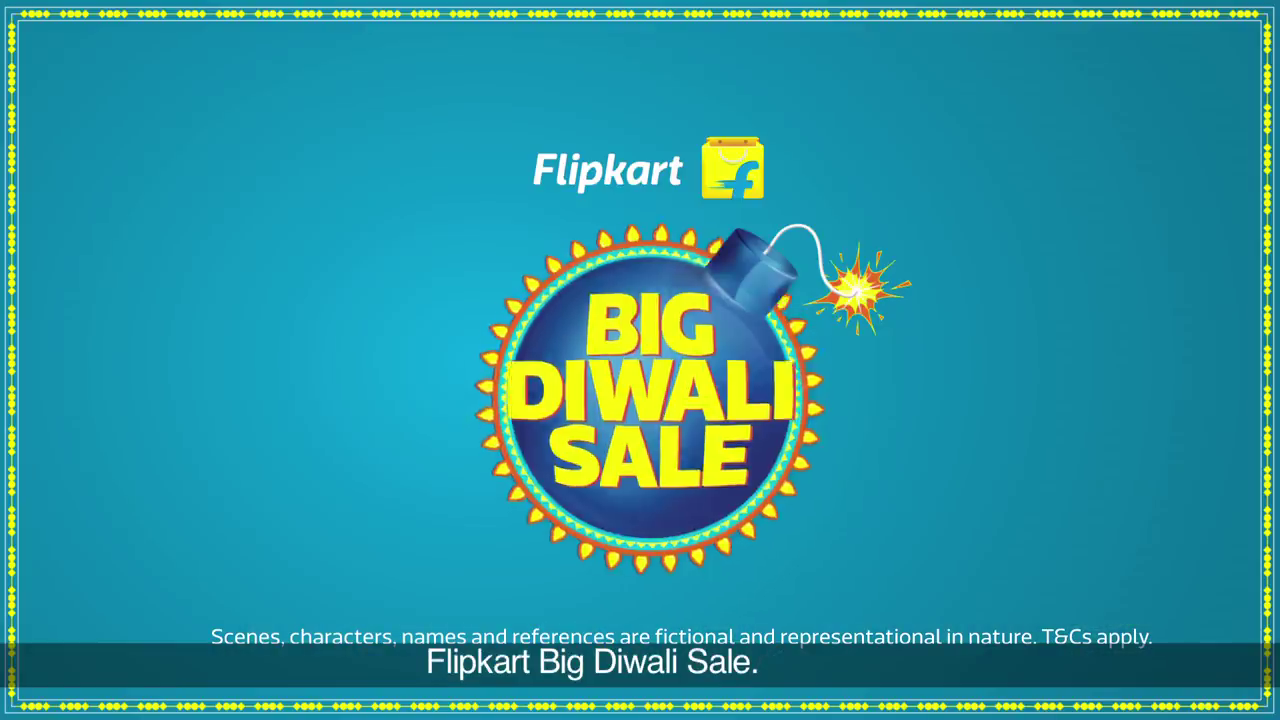 Flipkart
BIG
DIWALI
SALE
Scenes, characters, names and references are fictional and representational in nature. T&Cs apply.
Flipkart Big Diwali Sale.